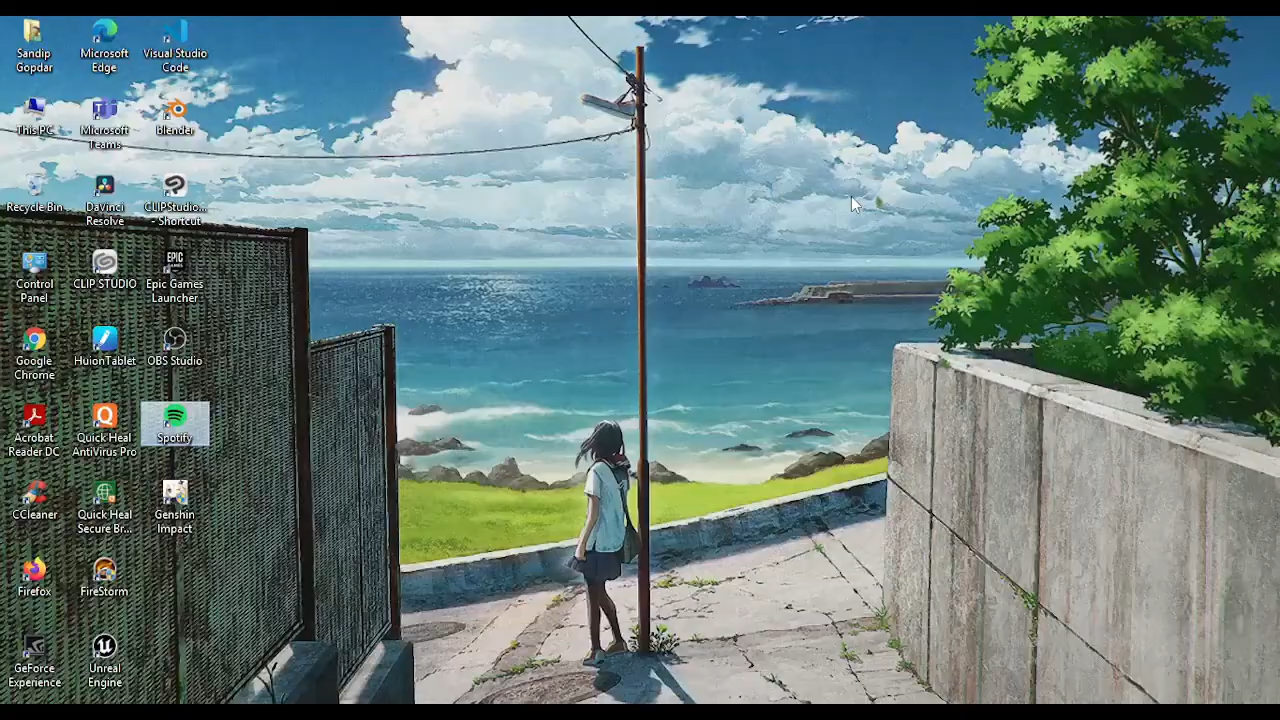 Sandip
Gopdar
Microsoft
Edge
Visual Studio
Code
This PC
Microsoft
Teams
Blender
Recycle Bin
DaVinci
Resolve
CLIPStudio...
- Shortcut
Control
Panel
CLIP STUDIO
EPIC
GAMES
Epic Games
Launcher
Google
Chrome
HuionTablet
OBS Studio
Acrobat
Reader DC
Quick Heal
AntiVirus Pro
Spotify
CCleaner
Quick Heal
Secure Br...
Genshin
Impact
Firefox
FireStorm
GeForce
Experience
Unreal
Engine